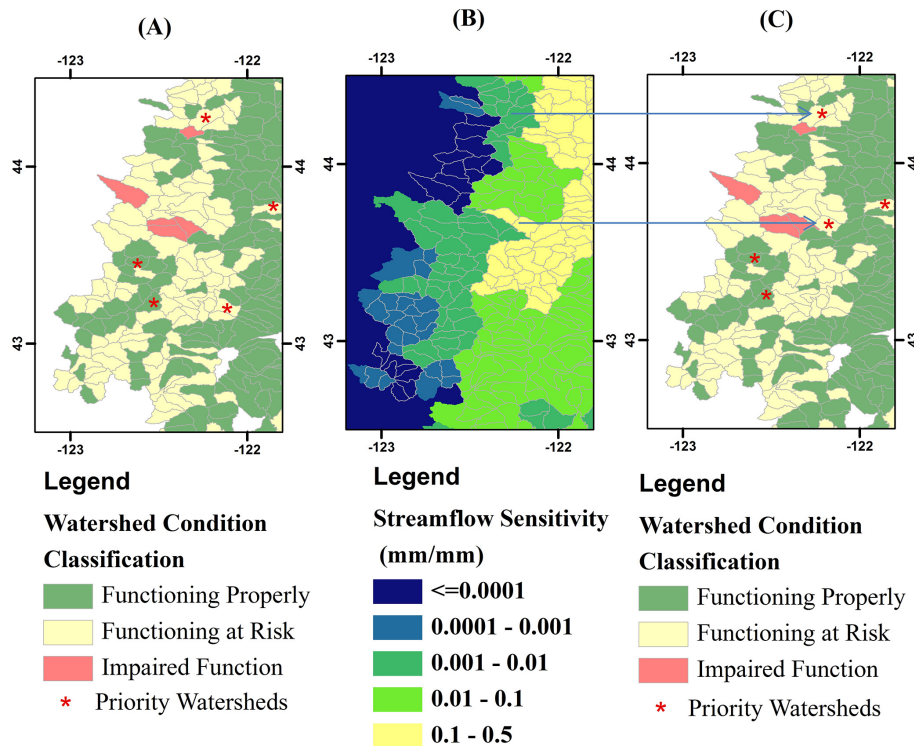 (A)
-123
-122
44
43
44
43
-123
-122
Legend
Watershed Condition
Classification
Functioning Properly
Functioning at Risk
Impaired Function
* Priority Watersheds
(B)
-123
-122
44
43
44
43
-123
-122
Legend
Streamflow Sensitivity
(mm/mm)
<=0.0001
0.0001 - 0.001
0.001 - 0.01
0.01 - 0.1
0.1 - 0.5
(C)
-123
-122
44
43
-123
-122
Legend
Watershed Condition
Classification
Functioning Properly
Functioning at Risk
Impaired Function
* Priority Watersheds